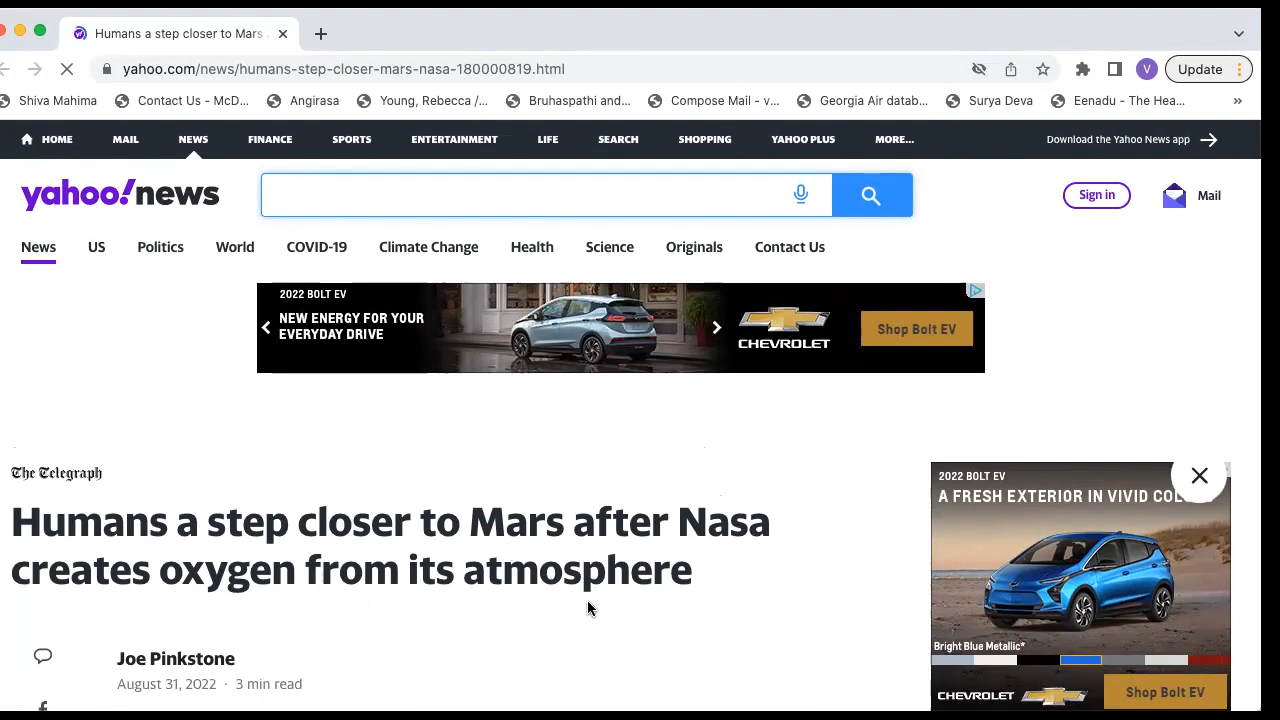 Humans a step closer to Mars
yahoo.com/news/humans-step-closer-mars-nasa-180000819.html
Update
Shiva Mahima
Contact Us - McD...
Angirasa
Young, Rebecca /...
Bruhaspathi and...
Compose Mail - v...
Georgia Air datab...
Surya Deva
Eenadu - The Hea...
HOME
MAIL
NEWS
FINANCE
SPORTS
ENTERTAINMENT
LIFE
SEARCH
SHOPPING
YAHOO PLUS
MORE...
Download the Yahoo News app
yahoo!news
Sign in
Mail
News
US
Politics
World
COVID-19
Climate Change
Health
Science
Originals
Contact Us
2022 BOLT EV
NEW ENERGY FOR YOUR
EVERYDAY DRIVE
CHEVROLET
Shop Bolt EV
The Telegraph
Humans a step closer to Mars after Nasa
creates oxygen from its atmosphere
Joe Pinkstone
August 31, 2022 · 3 min read
2022 BOLT EV
A FRESH EXTERIOR IN VIVID
Bright Blue Metallic*
CHEVROLET
Shop Bolt EV
V